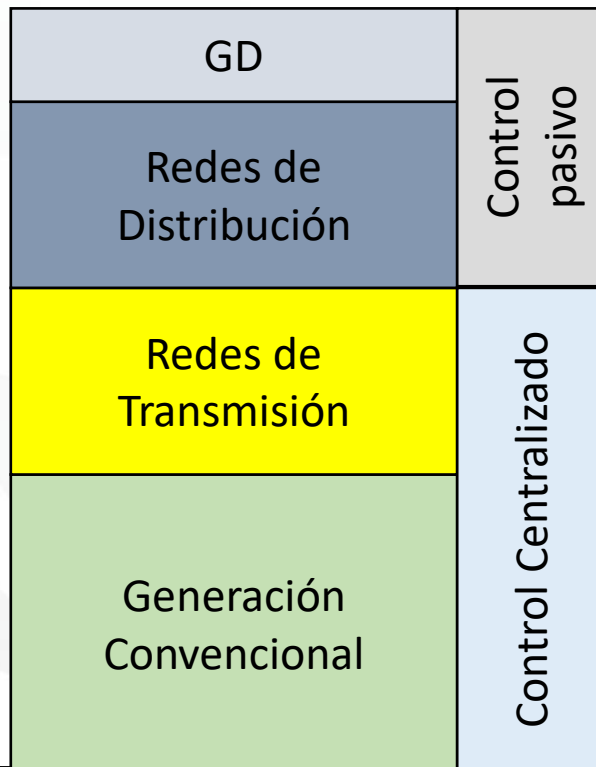 GD
Redes de
Distribución
Redes de
Transmisión
Generación
Convencional
Control
pasivo
Control Centralizado